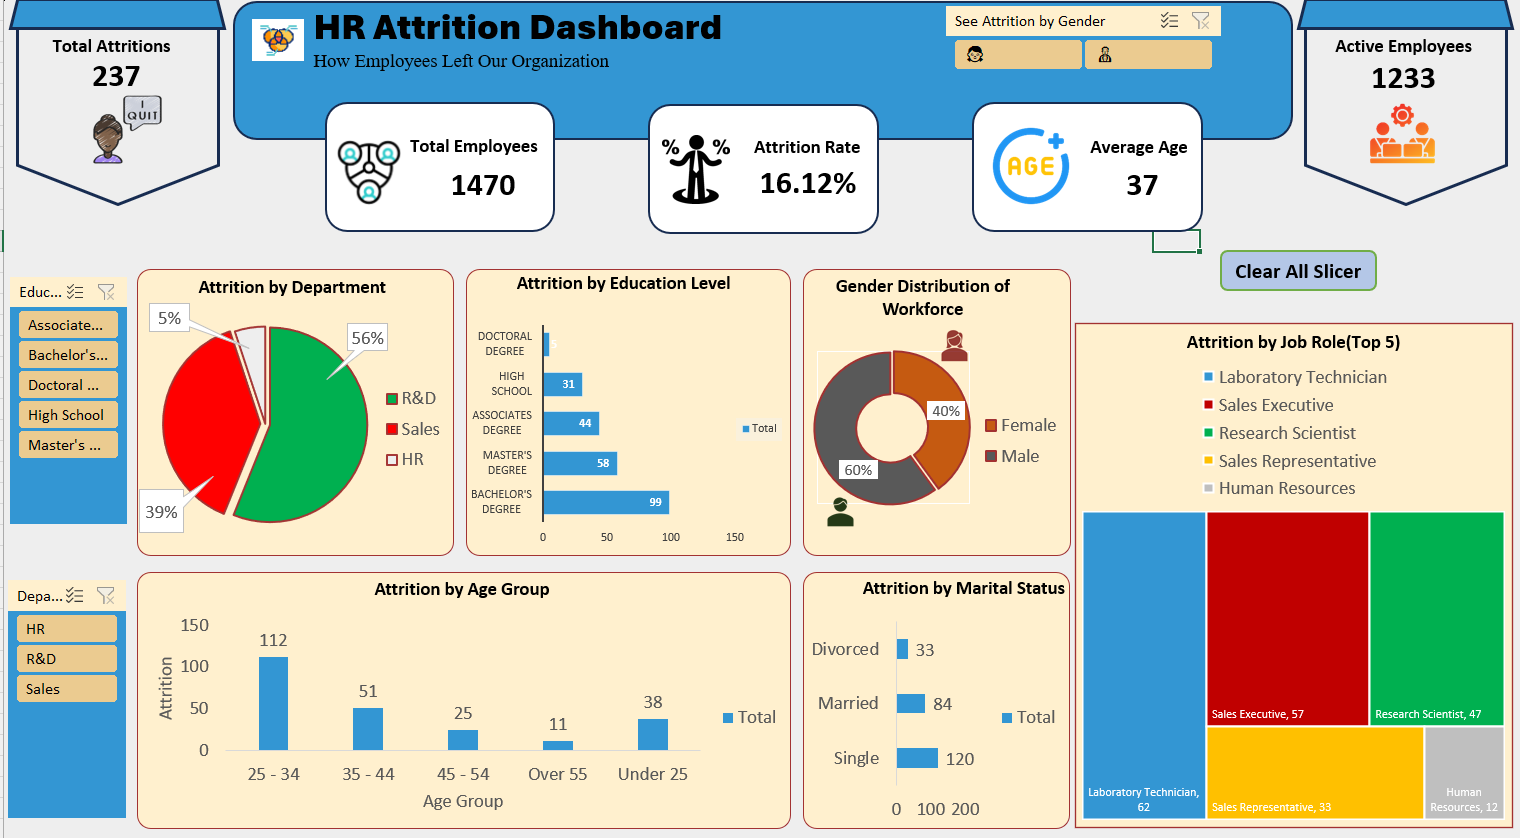 Total Attritions
237
I
QUIT
HR Attrition Dashboard
How Employees Left Our Organization
See Attrition by Gender
Active Employees
1233
Total Employees
1470
% %
Attrition Rate
16.12%
AGE
Average Age
37
Clear All Slicer
Educ...
Associate...
Bachelor's...
Doctoral ...
High School
Master's ...
Attrition by Department
5%
56%
39%
R&D
Sales
HR
Attrition by Education Level
DOCTORAL
DEGREE
HIGH
SCHOOL
31
ASSOCIATES
DEGREE
44
MASTER'S
DEGREE
58
BACHELOR'S
DEGREE
99
0 50 100 150
Total
Gender Distribution of
Workforce
40%
60%
Female
Male
Attrition by Job Role(Top 5)
Laboratory Technician
Sales Executive
Research Scientist
Sales Representative
Human Resources
Laboratory Technician,
62
Sales Executive, 57
Research Scientist, 47
Sales Representative, 33
Human
Resources, 12
Depa...
HR
R&D
Sales
Attrition by Age Group
Attrition
150
100
50
0
112
51
25
11
38
25 - 34
35 - 44
45 - 54
Over 55
Under 25
Age Group
Total
Attrition by Marital Status
Divorced
33
Married
84
Single
120
0 100 200
Total